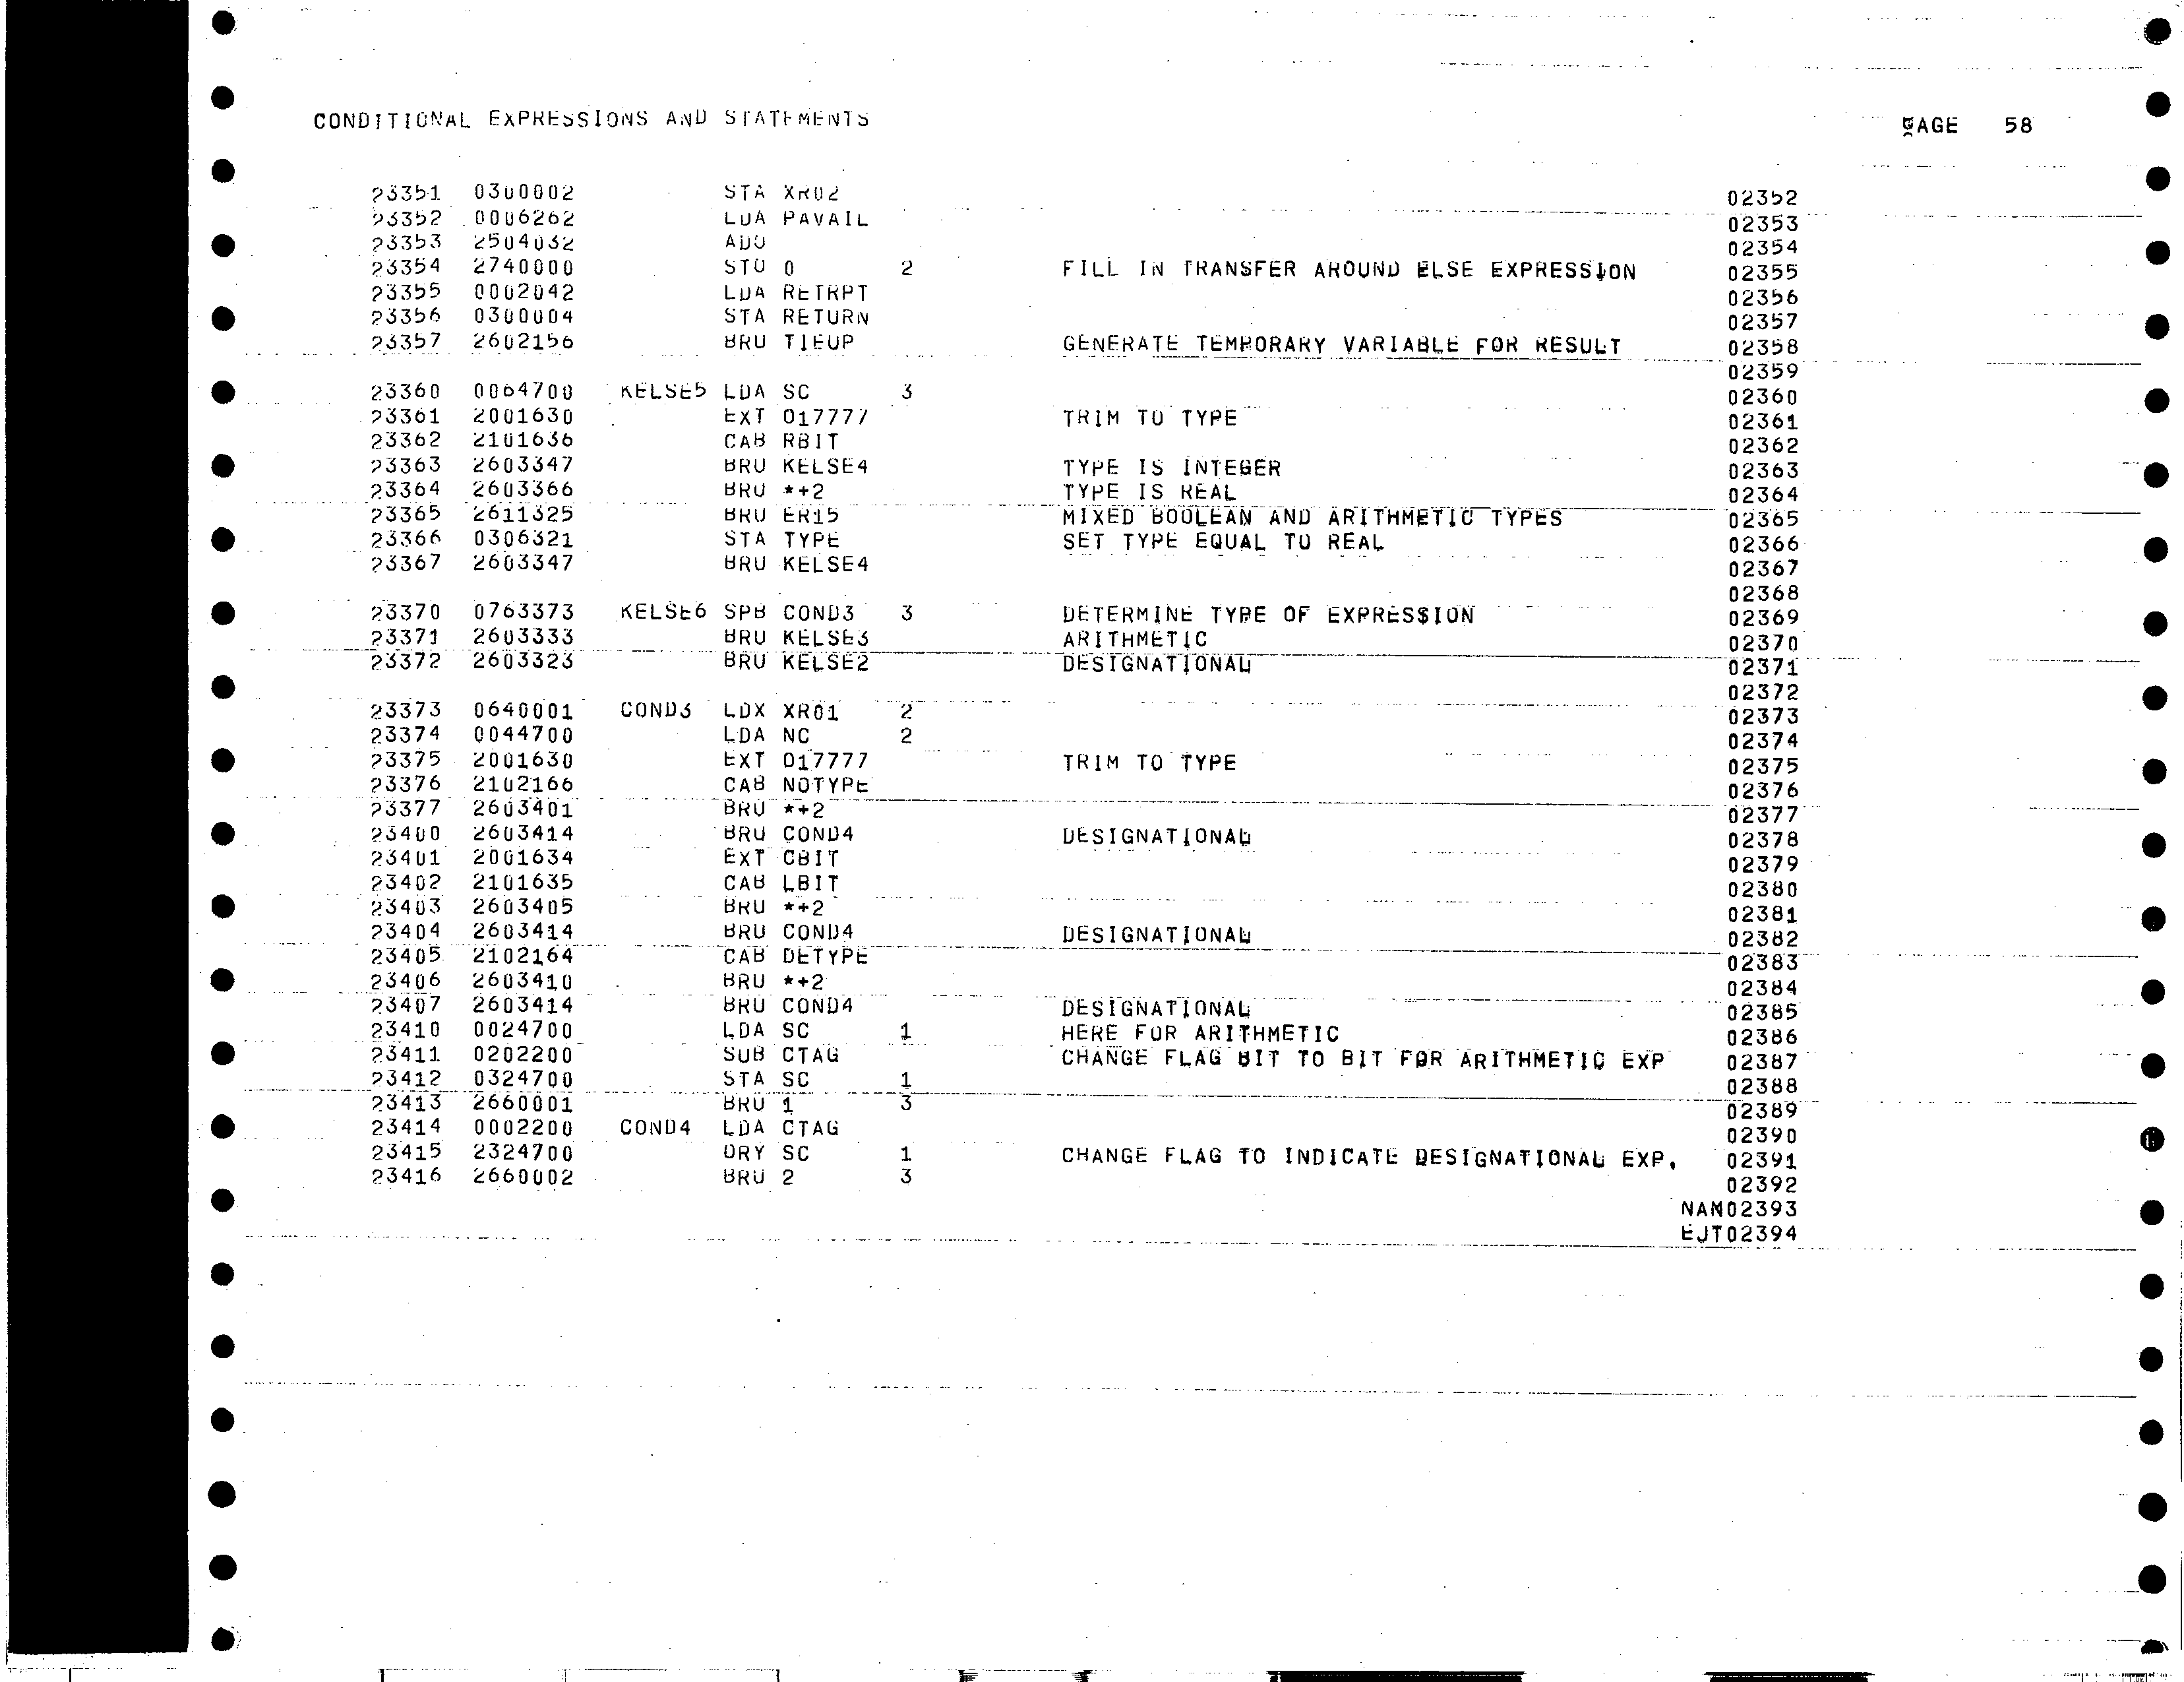 CONDITIONAL EXPRESSIONS AND STATEMENTS PAGE 58
23351 0300002 STA XR02 02352
23352 0006262 LDA PAVAIL 02353
23353 2504032 ADO 02354
23354 2740000 STO 0 2 FILL IN TRANSFER AROUND ELSE EXPRESSION 02355
23355 0002042 LDA RETRPT 02356
23356 0300004 STA RETURN 02357
23357 2602156 BRU TIEUP GENERATE TEMPORARY VARIABLE FOR RESULT 02358
02359
23360 0064700 KELSE5 LDA SC 3 02360
23361 2001630 EXT O17777 TRIM TO TYPE 02361
23362 2101636 CAB RBIT 02362
23363 2603347 BRU KELSE4 TYPE IS INTEGER 02363
23364 2603366 BRU *+2 TYPE IS REAL 02364
23365 2611325 BRU ER15 MIXED BOOLEAN AND ARITHMETIC TYPES 02365
23366 0306321 STA TYPE SET TYPE EQUAL TO REAL 02366
23367 2603347 BRU KELSE4 02367
02368
23370 0763373 KELSE6 SPB COND3 3 DETERMINE TYPE OF EXPRESSION 02369
23371 2603333 BRU KELSE3 ARITHMETIC 02370
23372 2603323 BRU KELSE2 DESIGNATIONAL 02371
02372
23373 0640001 COND3 LDX XR01 2 02373
23374 0044700 LDA NC 2 02374
23375 2001630 EXT O17777 TRIM TO TYPE 02375
23376 2102166 CAB NOTYPE 02376
23377 2603401 BRU *+2 02377
23400 2603414 BRU COND4 DESIGNATIONAL 02378
23401 2001634 EXT CBIT 02379
23402 2101635 CAB LBIT 02380
23403 2603405 BRU *+2 02381
23404 2603414 BRU COND4 DESIGNATIONAL 02382
23405 2102164 CAB DETYPE 02383
23406 2603410 BRU *+2 02384
23407 2603414 BRU COND4 DESIGNATIONAL 02385
23410 0024700 LDA SC 1 HERE FOR ARITHMETIC 02386
23411 0202200 SUB CTAG CHANGE FLAG BIT TO BIT FOR ARITHMETIC EXP 02387
23412 0324700 STA SC 1 02388
23413 2660001 BRU 1 3 02389
23414 0002200 COND4 LDA CTAG 02390
23415 2324700 ORY SC 1 CHANGE FLAG TO INDICATE DESIGNATIONAL EXP. 02391
23416 2660002 BRU 2 3 02392
NAM02393
EJT02394